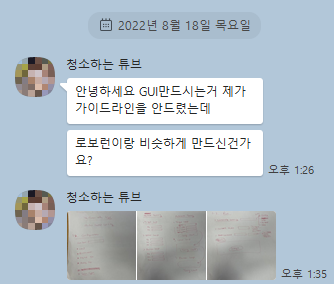 2022년 8월 18일 목요일
청소하는 튜브
안녕하세요 GUI만드시는거 제가
가이드라인을 안드렸는데
로보런이랑 비슷하게 만드신건가
요?
오후 1:26
청소하는 튜브
오후 1:35